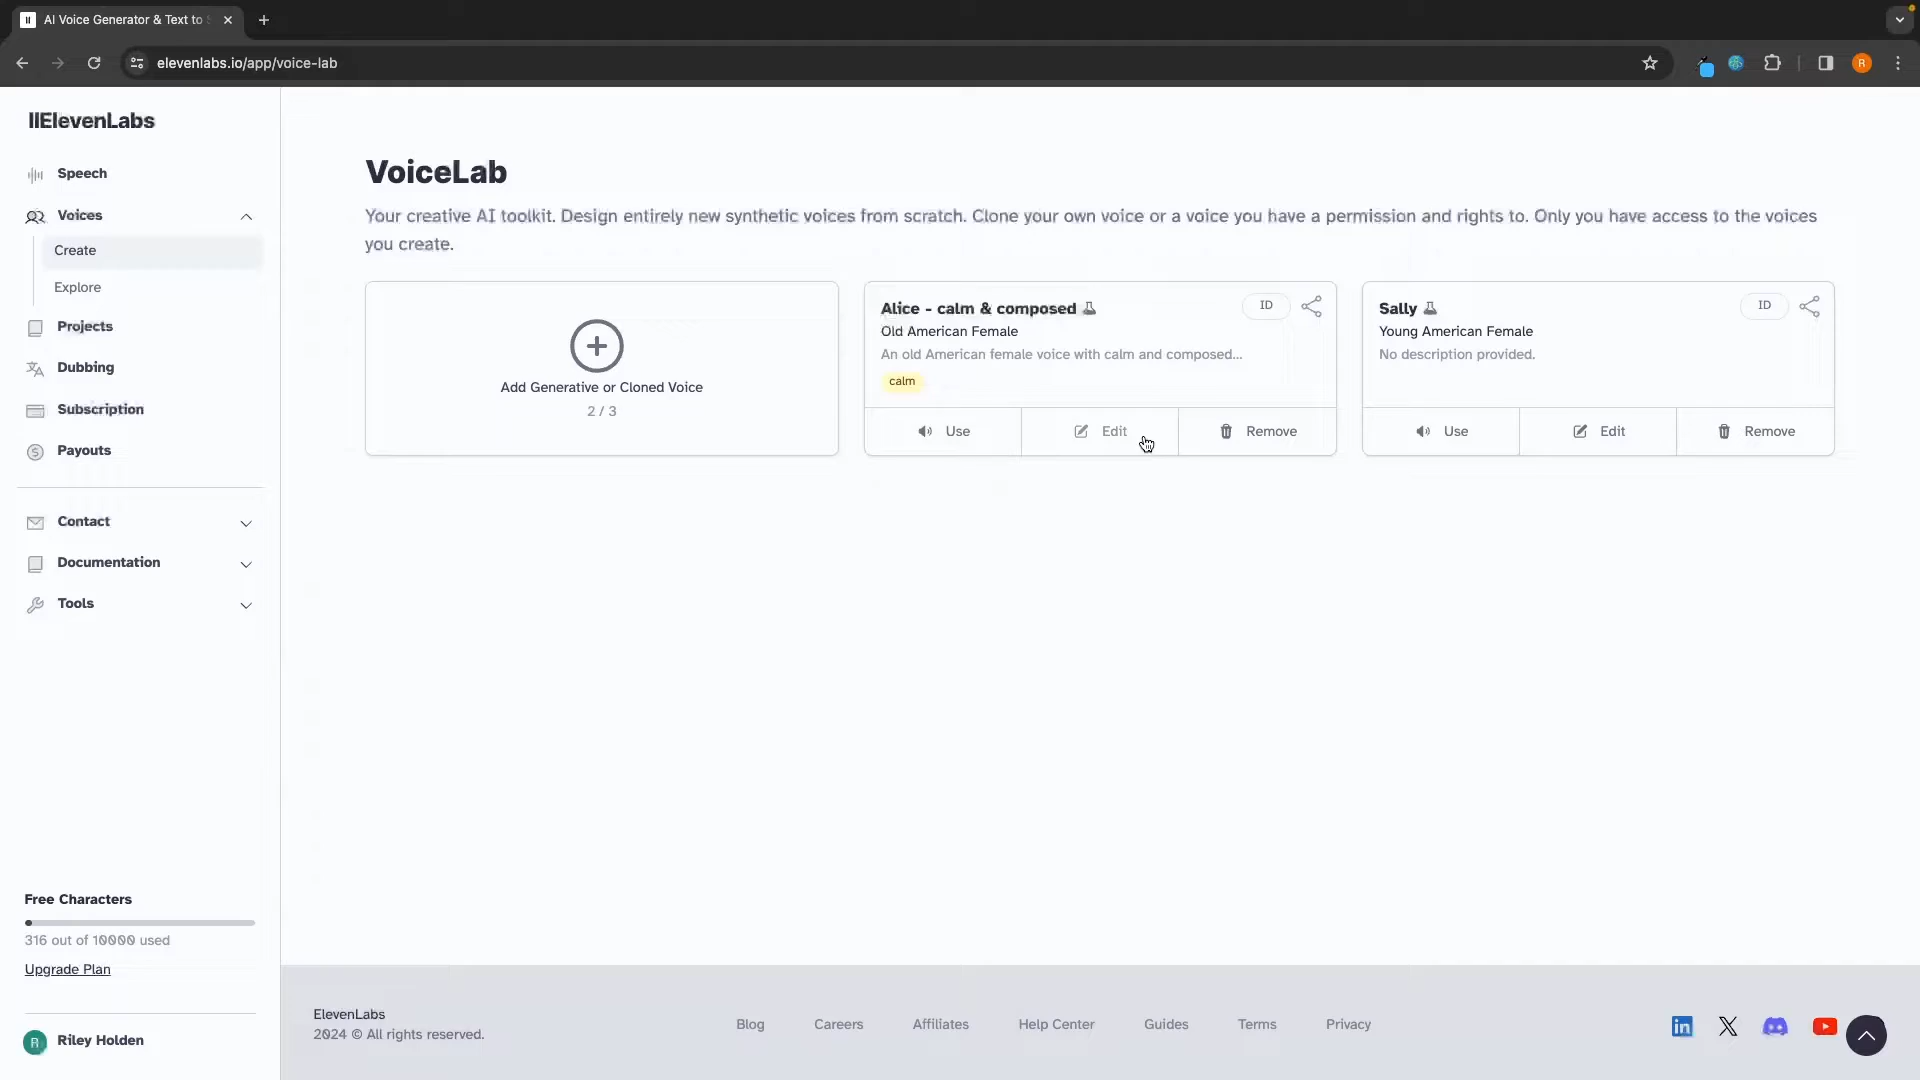 AI Voice Generator & Text to
elevenlabs.io/app/voice-lab
R
IIElevenLabs
Speech
Voices
Create
Explore
Projects
Dubbing
Subscription
Payouts
Contact
Documentation
Tools
Free Characters
316 out of 10000 used
Upgrade Plan
R
Riley Holden
VoiceLab
Your creative AI toolkit. Design entirely new synthetic voices from scratch. Clone your own voice or a voice you have a permission and rights to. Only you have access to the voices
you create.
Add Generative or Cloned Voice
2 / 3
Alice - calm & composed
ID
Old American Female
An old American female voice with calm and composed...
calm
Use
Edit
Remove
Sally
ID
Young American Female
No description provided.
Use
Edit
Remove
ElevenLabs
2024 © All rights reserved.
Blog
Careers
Affiliates
Help Center
Guides
Terms
Privacy
in
X